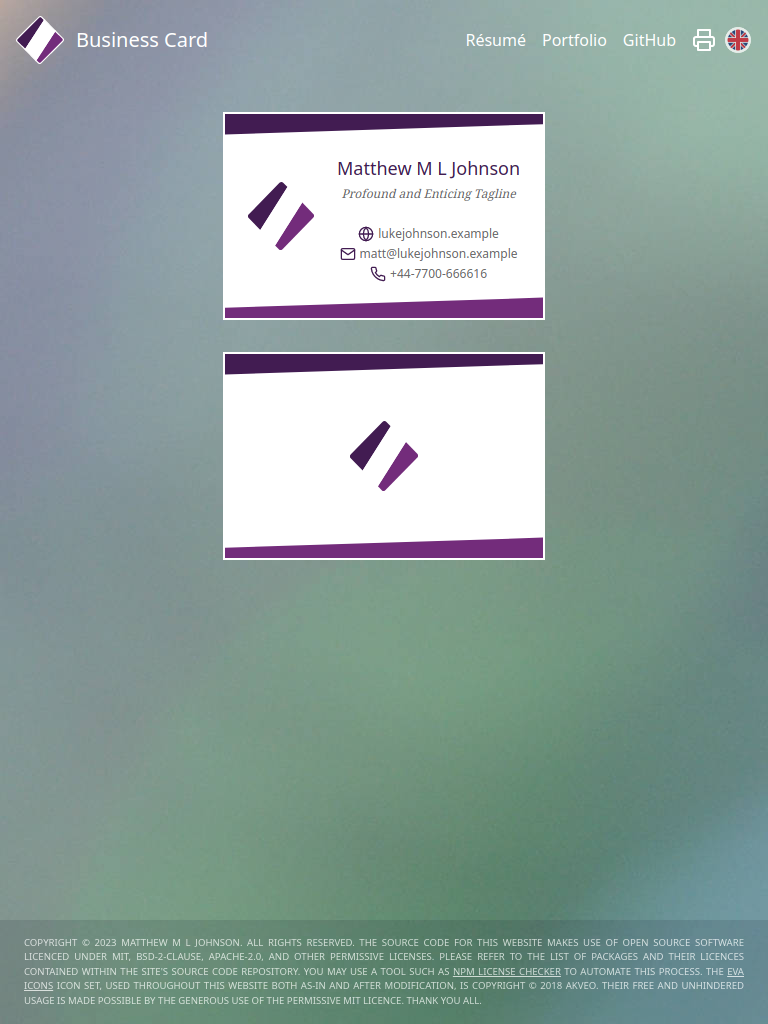 Business Card
Résumé
Portfolio
GitHub
Matthew M L Johnson
Profound and Enticing Tagline
lukejohnson.example
matt@lukejohnson.example
+44-7700-666616
COPYRIGHT © 2023 MATTHEW M L JOHNSON. ALL RIGHTS RESERVED. THE SOURCE CODE FOR THIS WEBSITE MAKES USE OF OPEN SOURCE SOFTWARE
LICENCED UNDER MIT, BSD-2-CLAUSE, APACHE-2.0, AND OTHER PERMISSIVE LICENSES. PLEASE REFER TO THE LIST OF PACKAGES AND THEIR LICENCES
CONTAINED WITHIN THE SITE'S SOURCE CODE REPOSITORY. YOU MAY USE A TOOL SUCH AS NPM LICENSE CHECKER TO AUTOMATE THIS PROCESS. THE EVA
ICONS ICON SET, USED THROUGHOUT THIS WEBSITE BOTH AS-IN AND AFTER MODIFICATION, IS COPYRIGHT © 2018 AKVEO. THEIR FREE AND UNHINDERED
USAGE IS MADE POSSIBLE BY THE GENEROUS USE OF THE PERMISSIVE MIT LICENCE. THANK YOU ALL.